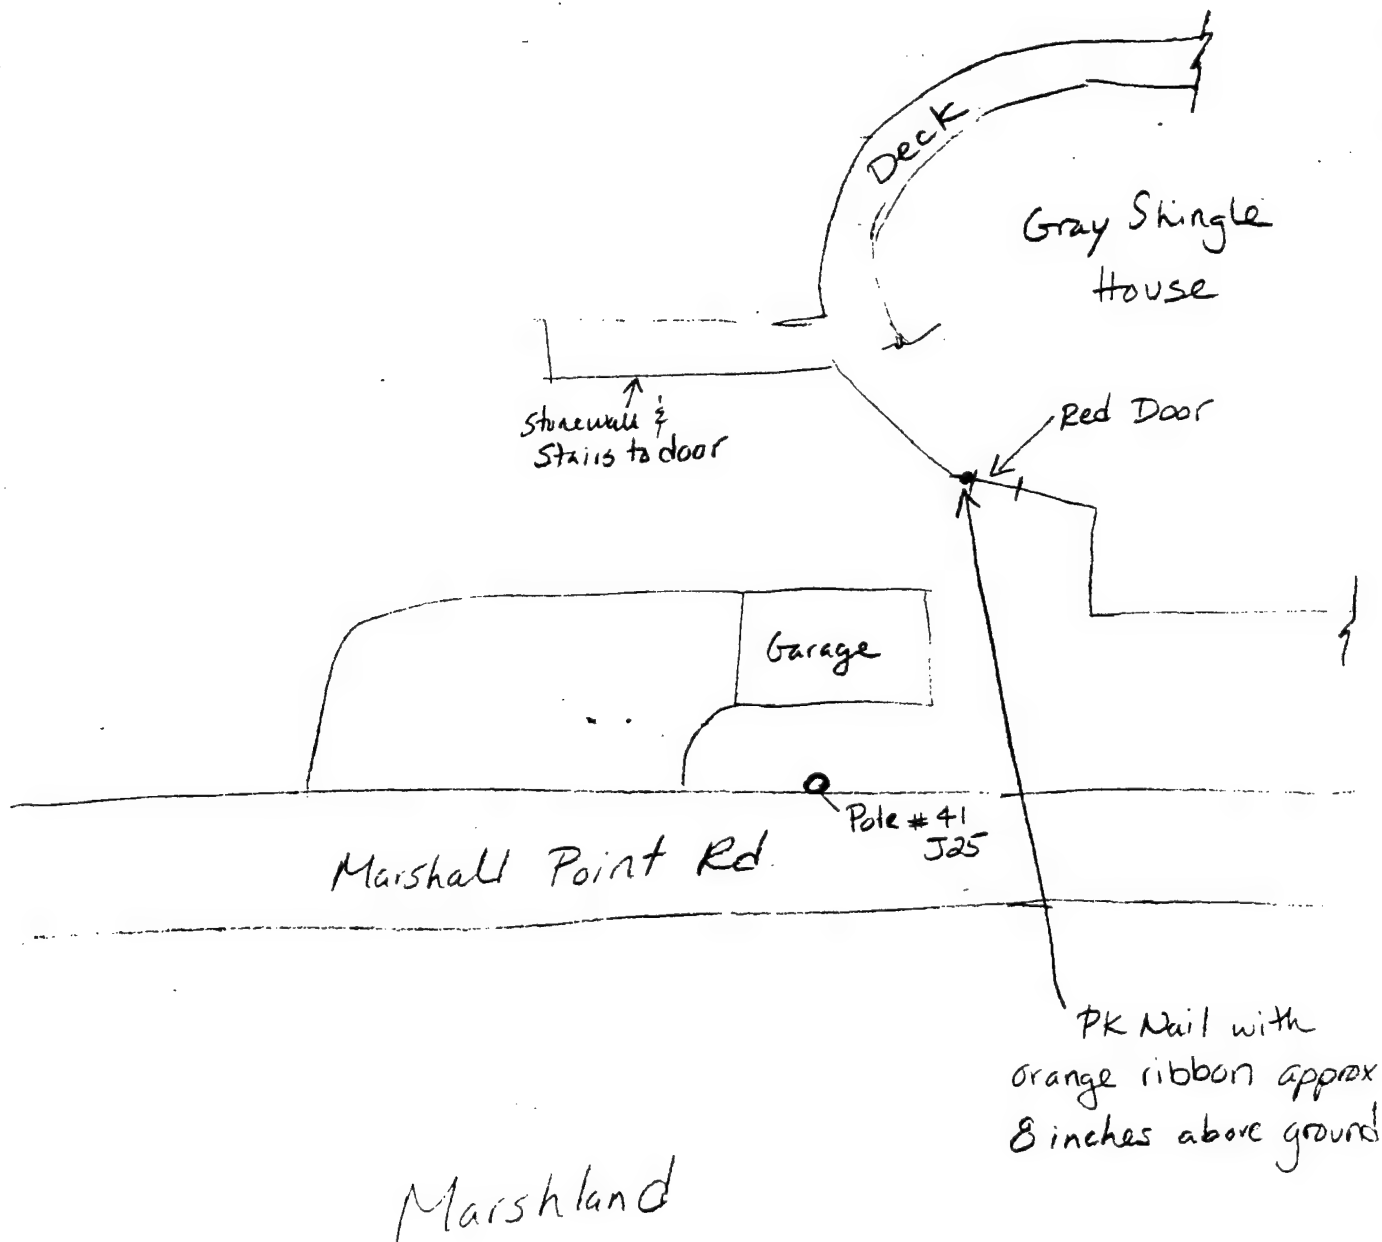 Deck
Gray Shingle
House
Red Door
Stonewall &
Stairs to door
Garage
Pole # 41
J25
Marshall Point Rd.
PK Nail with
orange ribbon approx
8 inches above ground
Marshland